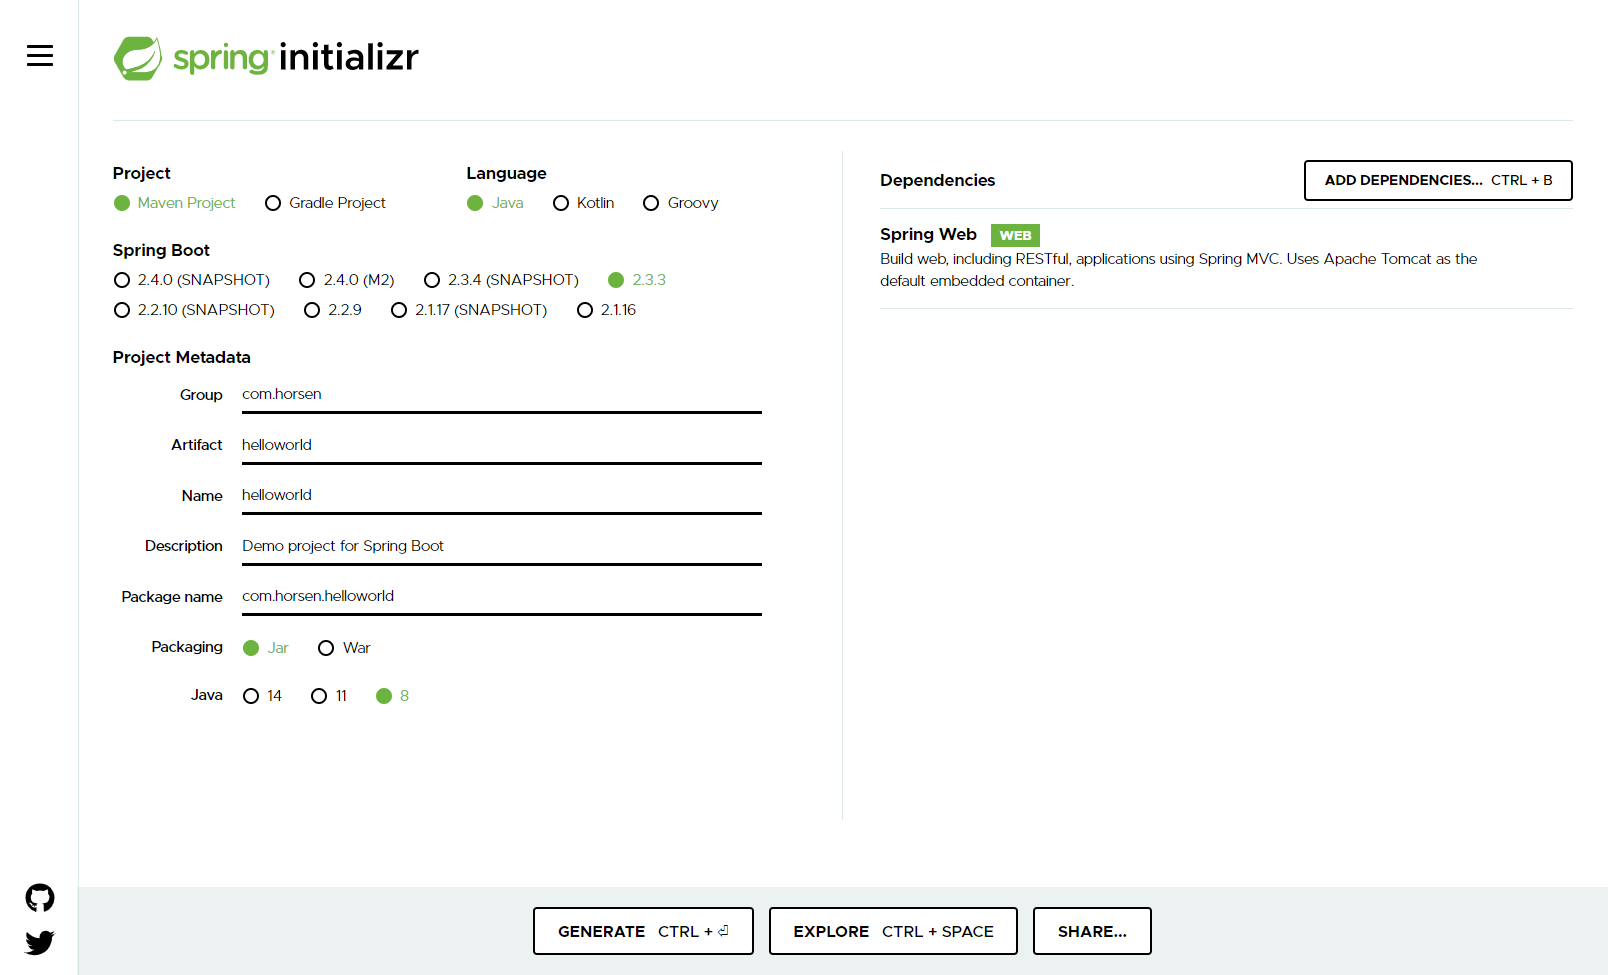 spring initializr
Project
Maven Project Gradle Project
Language
Java Kotlin Groovy
Spring Boot
2.4.0 (SNAPSHOT) 2.4.0 (M2) 2.3.4 (SNAPSHOT) 2.3.3
2.2.10 (SNAPSHOT) 2.2.9 2.1.17 (SNAPSHOT) 2.1.16
Project Metadata
Group com.horsen
Artifact helloworld
Name helloworld
Description Demo project for Spring Boot
Package name com.horsen.helloworld
Packaging Jar War
Java 14 11 8
Dependencies
ADD DEPENDENCIES... CTRL + B
Spring Web WEB
Build web, including RESTful, applications using Spring MVC. Uses Apache Tomcat as the
default embedded container.
GENERATE CTRL + ⏎
EXPLORE CTRL + SPACE
SHARE...